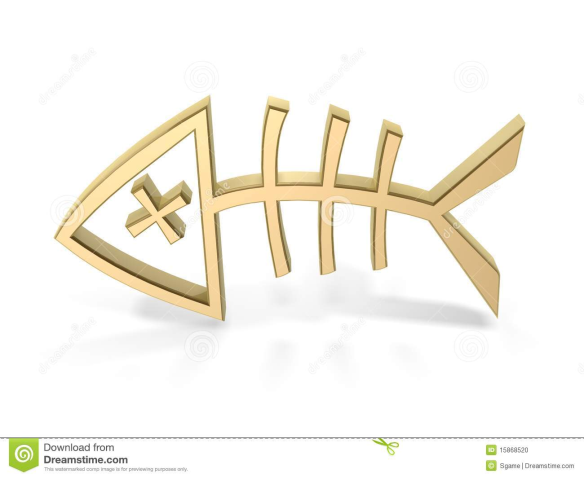 Download from
Dreamstime.com
This watermarked comp image is for previewing purposes only.
15868520
Sgame | Dreamstime.com